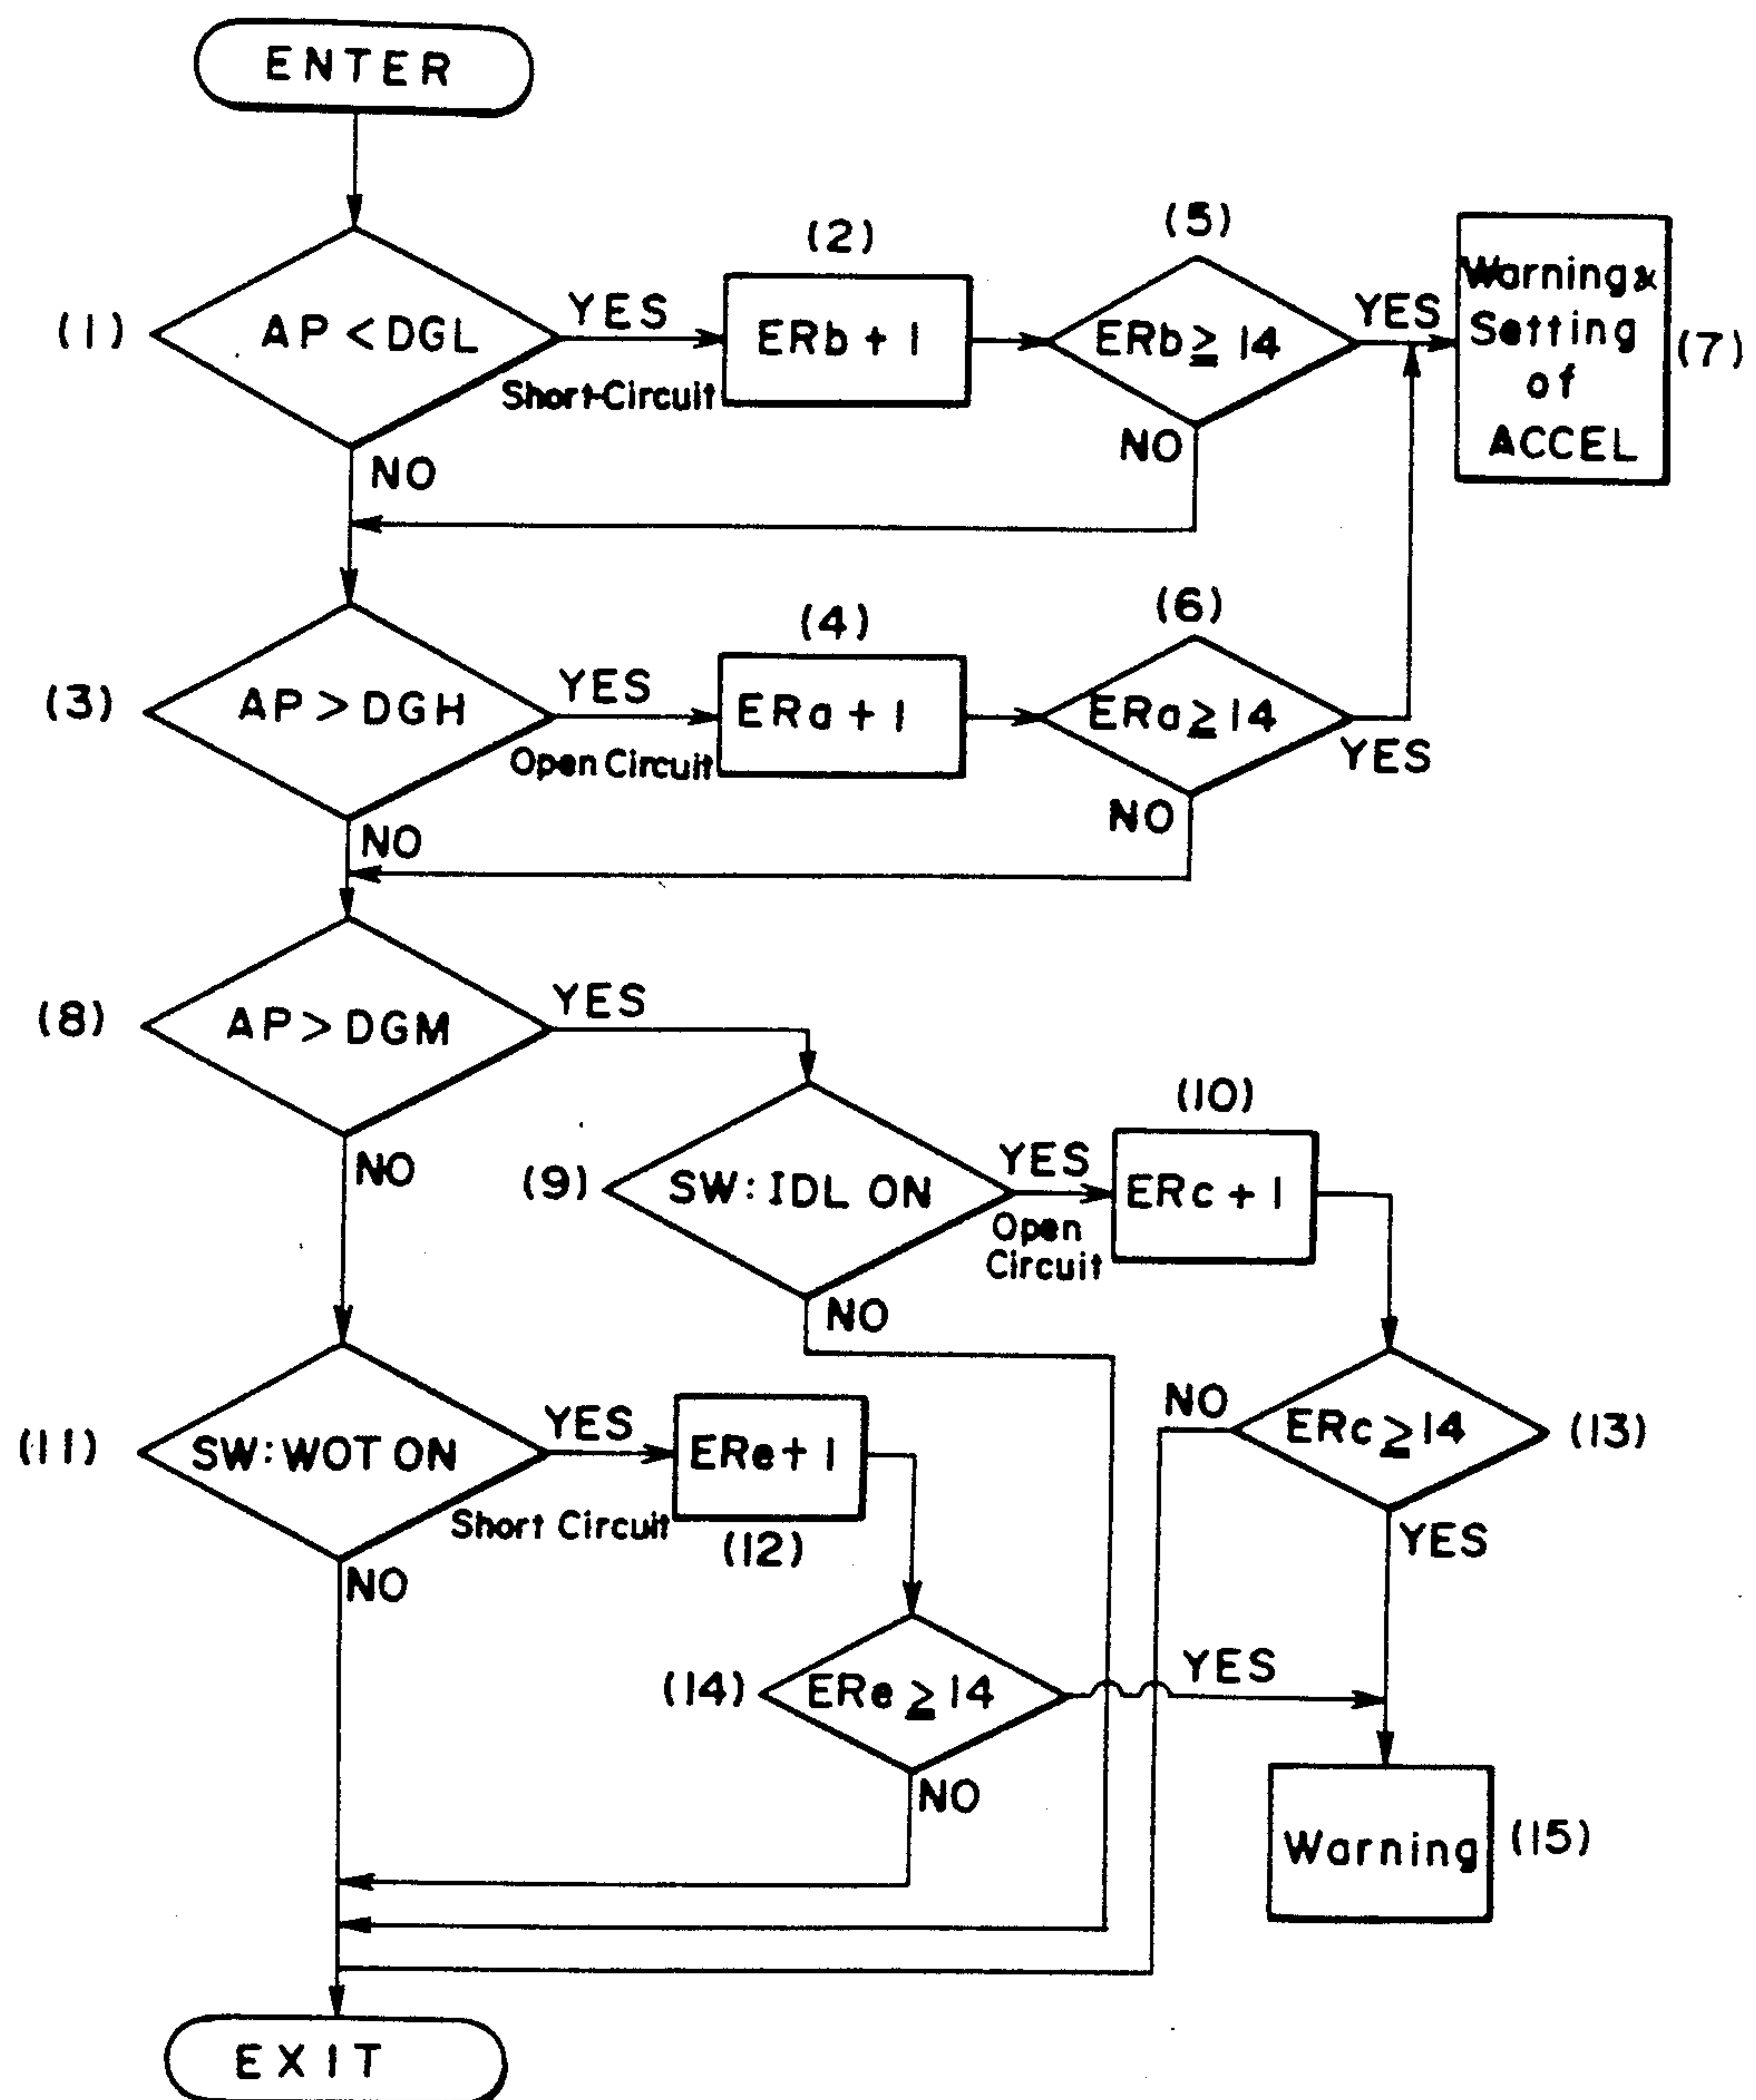 ENTER
(1)
AP < DGL
YES
Short-Circuit
(2)
ERb + 1
(5)
ERb ≧ 14
YES
Warning &
Setting
of
ACCEL
(7)
NO
NO
(3)
AP > DGH
YES
Open Circuit
(4)
ERa + 1
(6)
ERa ≧ 14
YES
NO
NO
(8)
AP > DGM
YES
NO
(9)
SW: IDL ON
YES
Open
Circuit
(10)
ERc + 1
NO
(11)
SW: WOT ON
YES
Short Circuit
ERe + 1
(12)
NO
ERc ≧ 14
(13)
YES
NO
(14)
ERe ≧ 14
YES
NO
Warning
(15)
EXIT